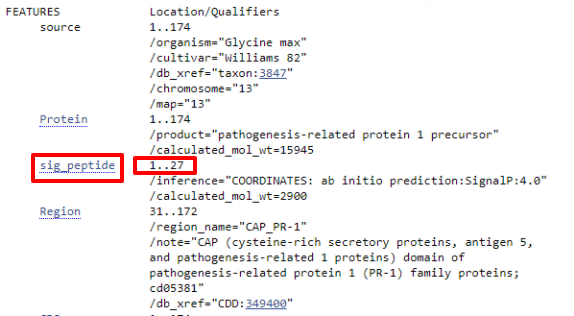 FEATURES Location/Qualifiers
source 1..174
/organism="Glycine max"
/cultivar="Williams 82"
/db_xref="taxon:3847"
/chromosome="13"
/map="13"
Protein 1..174
/product="pathogenesis-related protein 1 precursor"
/calculated_mol_wt=15945
sig_peptide 1..27
/inference="COORDINATES: ab initio prediction:SignalP:4.0"
/calculated_mol_wt=2900
Region 31..172
/region_name="CAP_PR-1"
/note="CAP (cysteine-rich secretory proteins, antigen 5,
and pathogenesis-related 1 proteins) domain of
pathogenesis-related protein 1 (PR-1) family proteins;
cd05381"
/db_xref="CDD:349400"